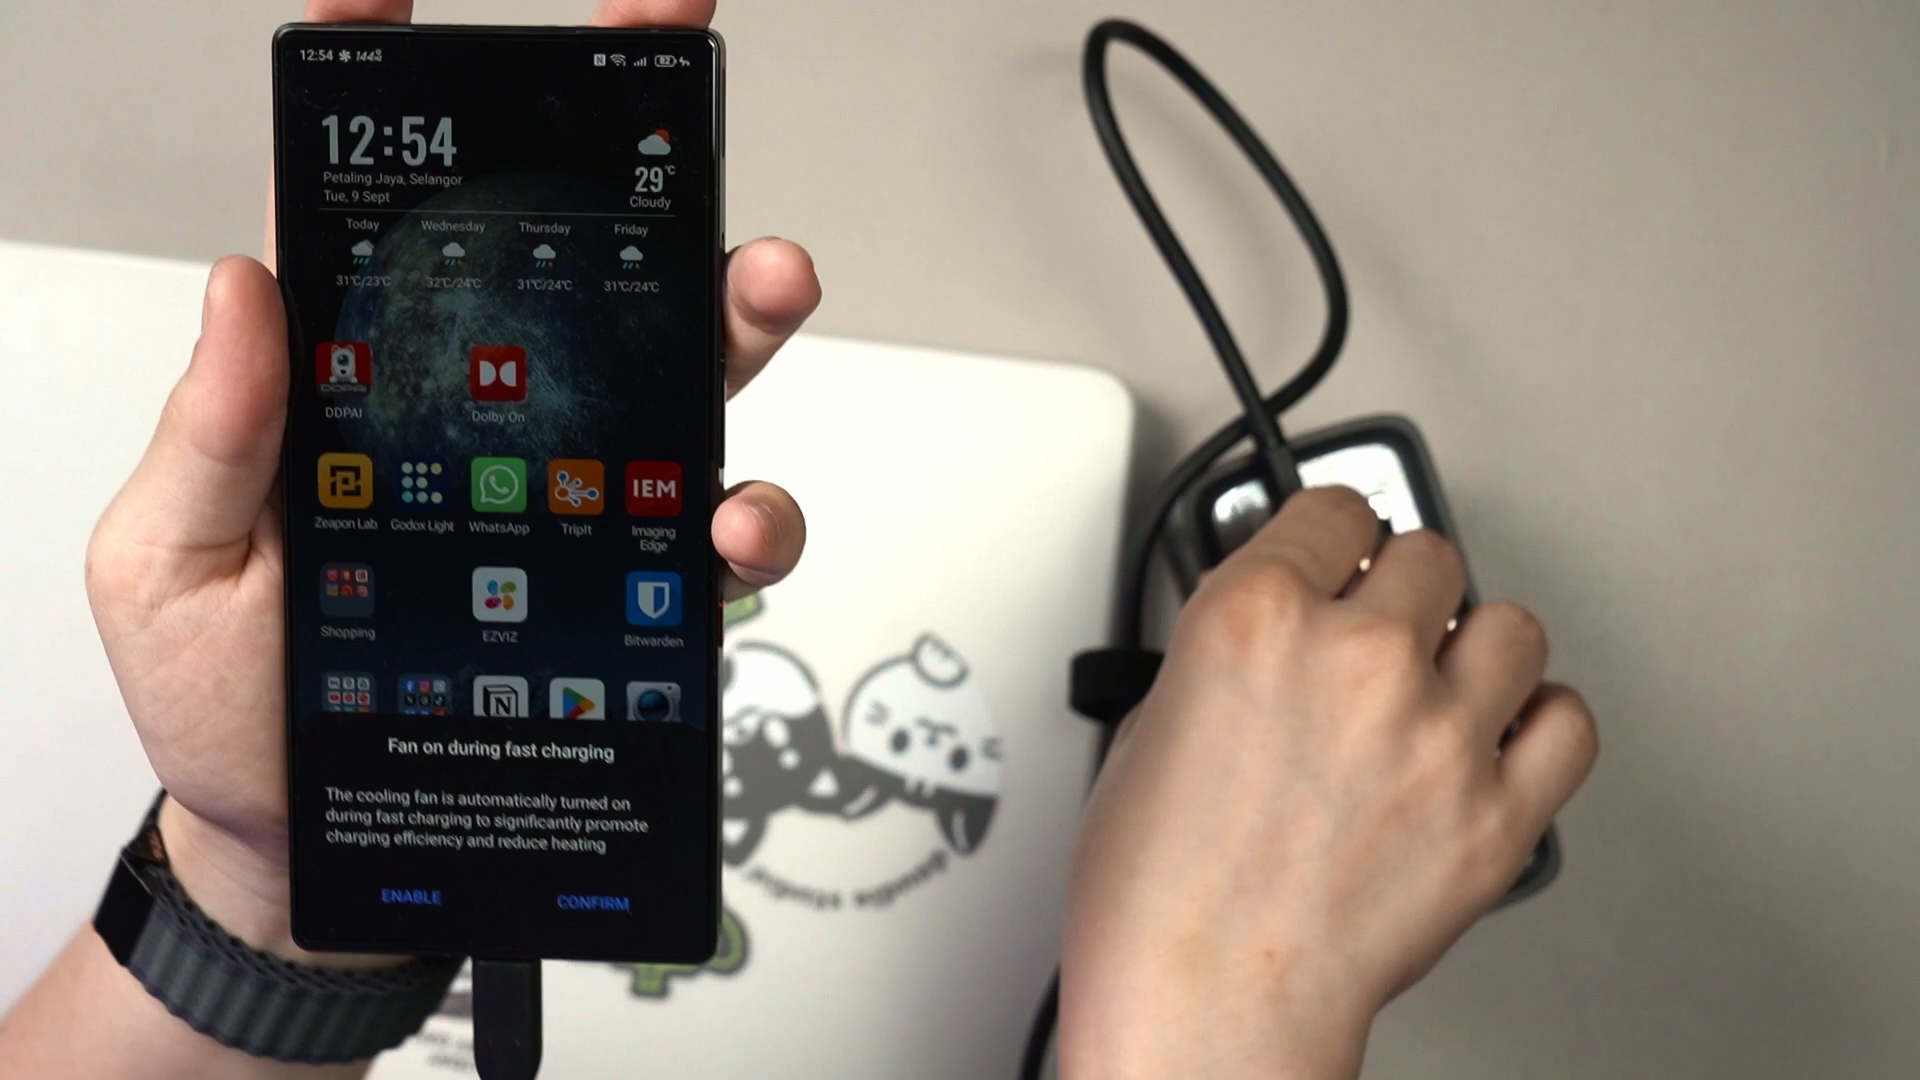 12:54 144
N 82
12:54
Petaling Jaya, Selangor
Tue, 9 Sept
29℃
Cloudy
Today Wednesday Thursday Friday
31℃/23℃ 32℃/24℃ 31℃/24℃ 31℃/24℃
DDPAI
DDPAI Dolby On
IEM
Zeapon Lab Godox Light WhatsApp TripIt Imaging
Edge
Shopping EZVIZ Bitwarden
Fan on during fast charging
The cooling fan is automatically turned on
during fast charging to significantly promote
charging efficiency and reduce heating
ENABLE CONFIRM